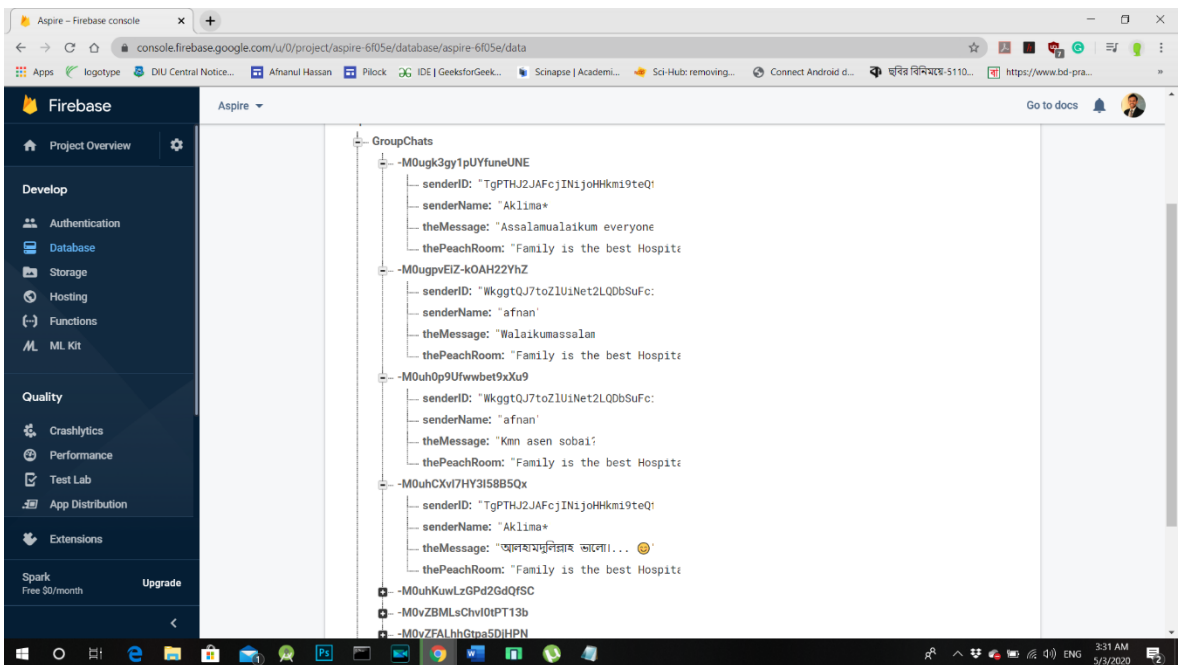 Aspire – Firebase console
console.firebase.google.com/u/0/project/aspire-6f05e/database/aspire-6f05e/data
Apps logotype DIU Central Notice... Afnanul Hassan Pilock IDE | GeeksforGeek... Scinapse | Academi... Sci-Hub: removing... Connect Android d... ছবির বিনিময়ে-5110... https://www.bd-pra...
Firebase
Aspire
Go to docs
Project Overview
Develop
Authentication
Database
Storage
Hosting
Functions
ML Kit
Quality
Crashlytics
Performance
Test Lab
App Distribution
Extensions
Spark
Free $0/month
Upgrade
GroupChats
-M0ugk3gy1pUYfuneUNE
senderID: "TgPTHJ2JAFcjINijoHHkmi9teQ1
senderName: "Aklima*
theMessage: "Assalamualaikum everyone
thePeachRoom: "Family is the best Hospita
-M0ugpvEiZ-kOAH22YhZ
senderID: "WkggtQJ7toZlUiNet2LQDbSuFc:
senderName: "afnan'
theMessage: "Walaikumassalam
thePeachRoom: "Family is the best Hospita
-M0uh0p9Ufwwbet9xXu9
senderID: "WkggtQJ7toZlUiNet2LQDbSuFc:
senderName: "afnan'
theMessage: "Kmn asen sobai?
thePeachRoom: "Family is the best Hospita
-M0uhCXvI7HY3I58B5Qx
senderID: "TgPTHJ2JAFcjINijoHHkmi9teQ1
senderName: "Aklima*
theMessage: "আলহামদুলিল্লাহ ভালো।... 😊'
thePeachRoom: "Family is the best Hospita
-M0uhKuwLzGPd2GdQfSC
-M0vZBMLsChvI0tPT13b
-M0vZFALhhGtpa5DjHPN
ENG
3:31 AM
5/3/2020